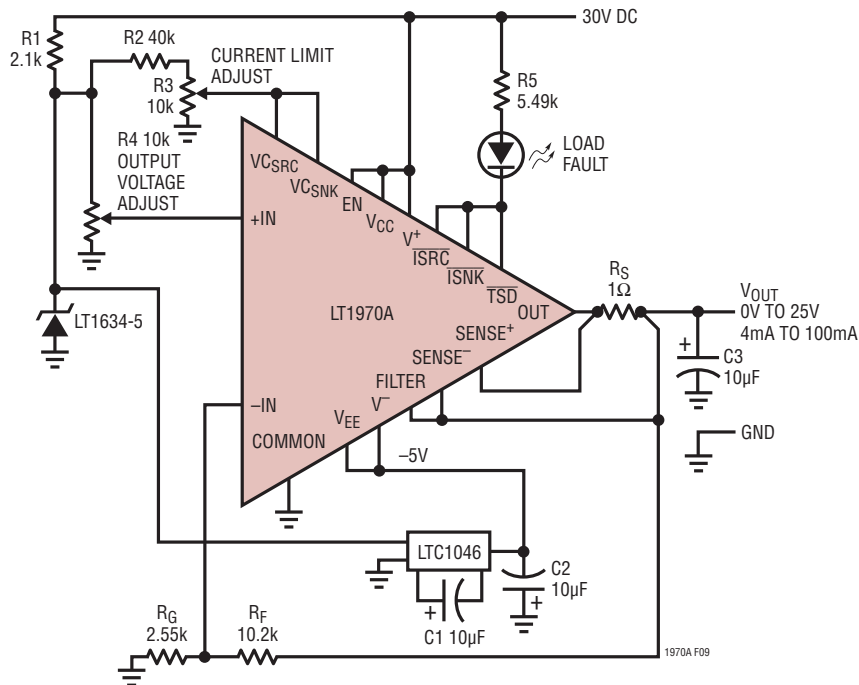 30V DC
R1
2.1k
R2 40k
R3
10k
CURRENT LIMIT
ADJUST
R4 10k
OUTPUT
VOLTAGE
ADJUST
R5
5.49k
LOAD
FAULT
VCSRC
VCSNK
EN
VCC
V+
ISRC
ISNK
TSD
+IN
LT1970A
OUT
SENSE+
SENSE–
FILTER
V–
VEE
–IN
COMMON
RS
1Ω
VOUT
0V TO 25V
4mA TO 100mA
+
C3
10µF
GND
LT1634-5
–5V
LTC1046
+
C1 10µF
C2
10µF
+
RG
2.55k
RF
10.2k
1970A F09